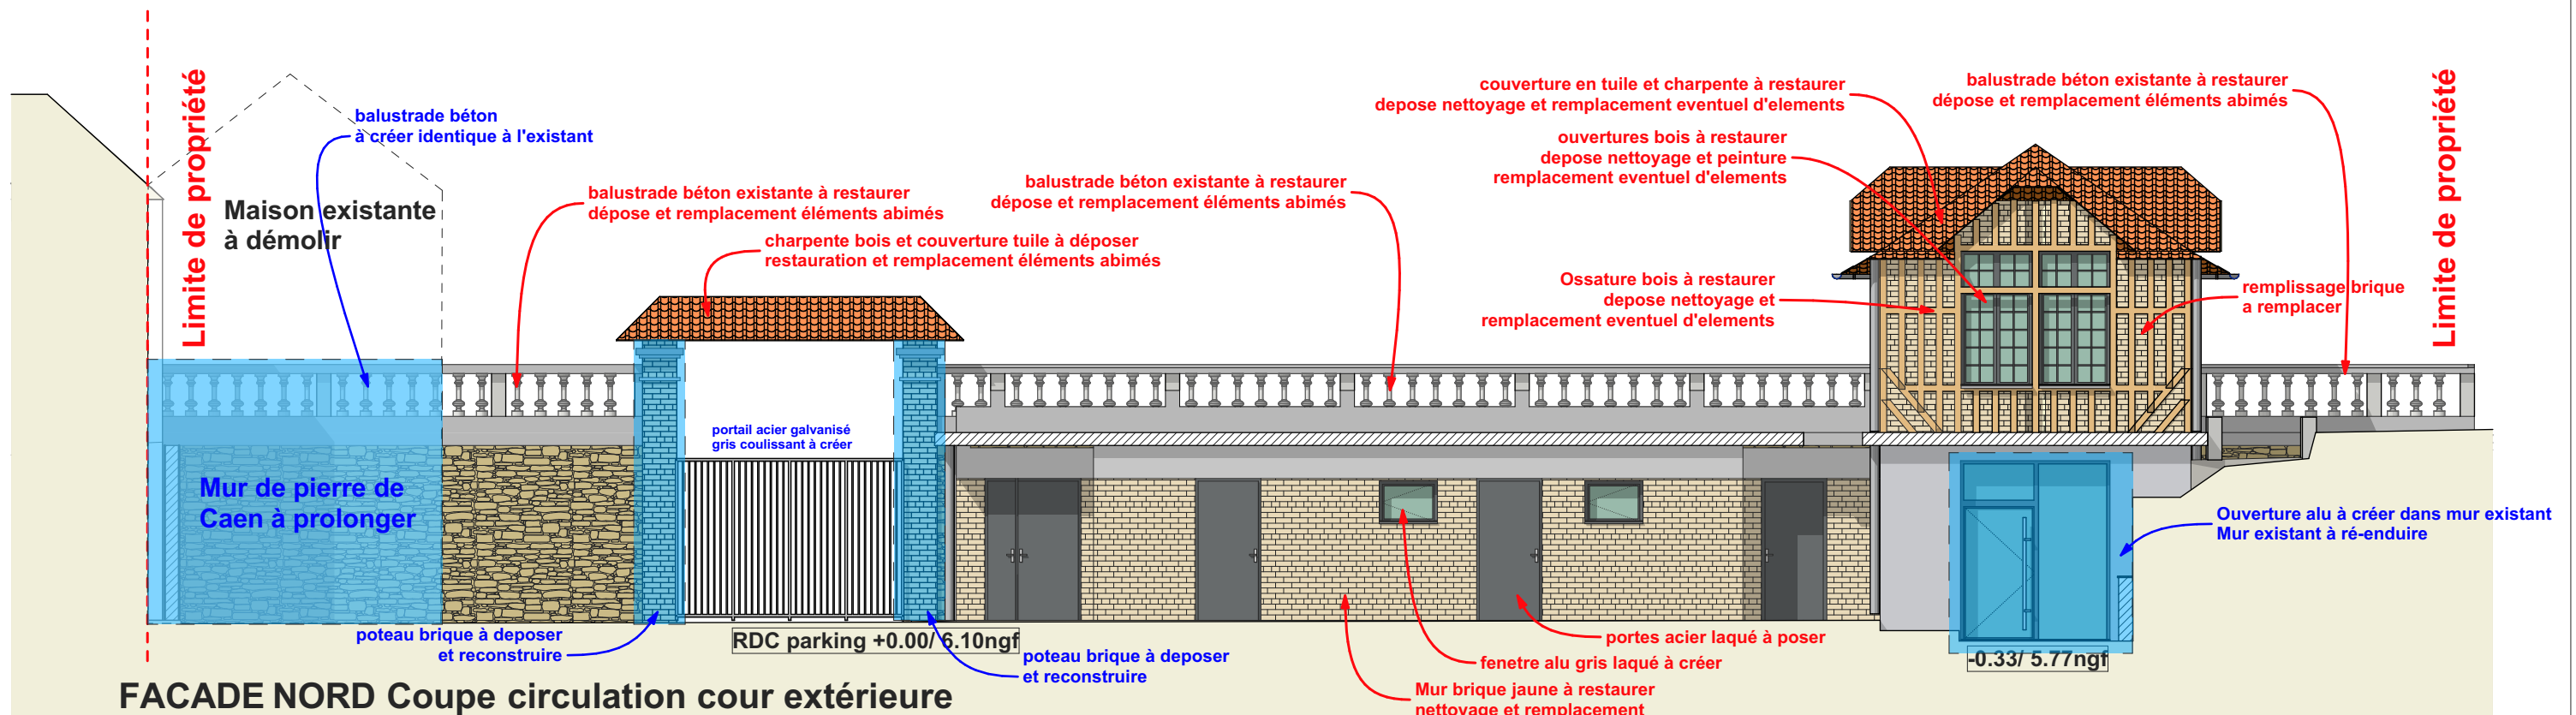 Limite de propriété
balustrade béton
à créer identique à l'existant
Maison existante
à démolir
balustrade béton existante à restaurer
dépose et remplacement éléments abimés
charpente bois et couverture tuile à déposer
restauration et remplacement éléments abimés
balustrade béton existante à restaurer
dépose et remplacement éléments abimés
couverture en tuile et charpente à restaurer
depose nettoyage et remplacement eventuel d'elements
ouvertures bois à restaurer
depose nettoyage et peinture
remplacement eventuel d'elements
Ossature bois à restaurer
depose nettoyage et
remplacement eventuel d'elements
balustrade béton existante à restaurer
dépose et remplacement éléments abimés
remplissage brique
a remplacer
Limite de propriété
portail acier galvanisé
gris coulissant à créer
Mur de pierre de
Caen à prolonger
Ouverture alu à créer dans mur existant
Mur existant à ré-enduire
poteau brique à deposer
et reconstruire
RDC parking +0.00/ 6.10ngf
poteau brique à deposer
et reconstruire
portes acier laqué à poser
fenetre alu gris laqué à créer
Mur brique jaune à restaurer
nettoyage et remplacement
-0.33/ 5.77ngf
FACADE NORD Coupe circulation cour extérieure